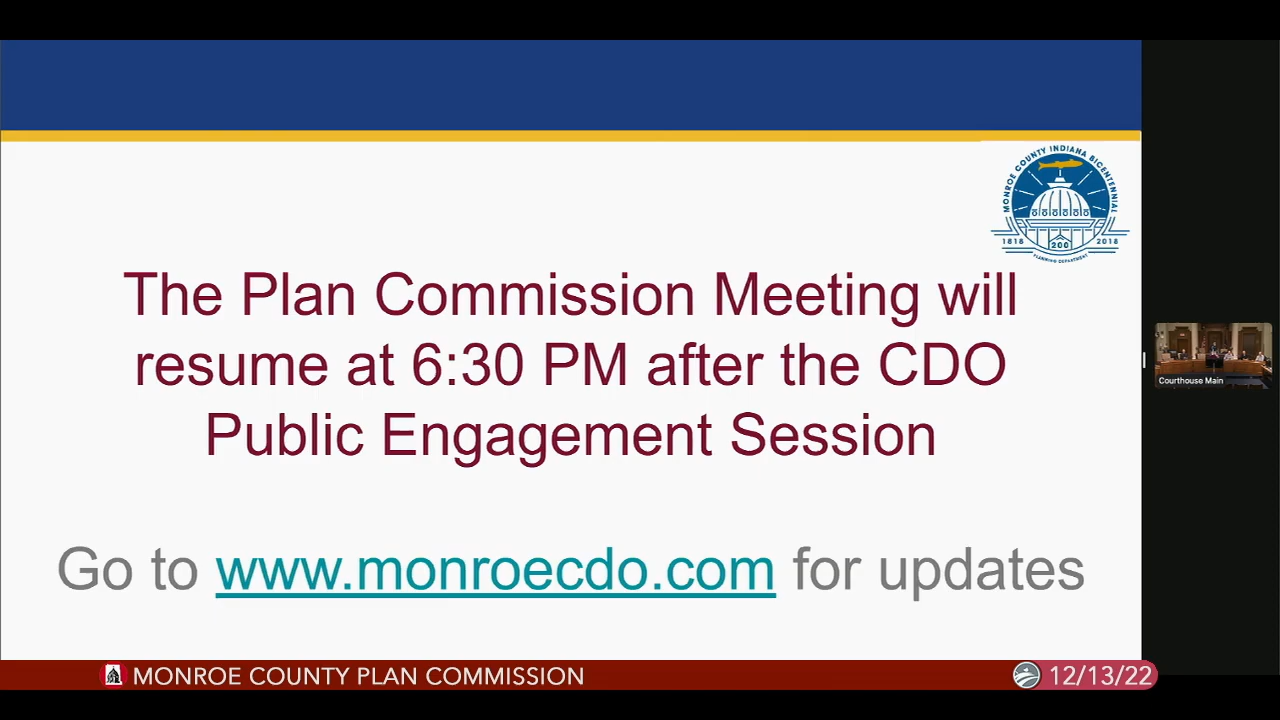 MONROE COUNTY INDIANA BICENTENNIAL
1818 200 2018
PLANNING DEPARTMENT
The Plan Commission Meeting will
resume at 6:30 PM after the CDO
Public Engagement Session
Go to www.monroecdo.com for updates
Courthouse Main
MONROE COUNTY PLAN COMMISSION
12/13/22